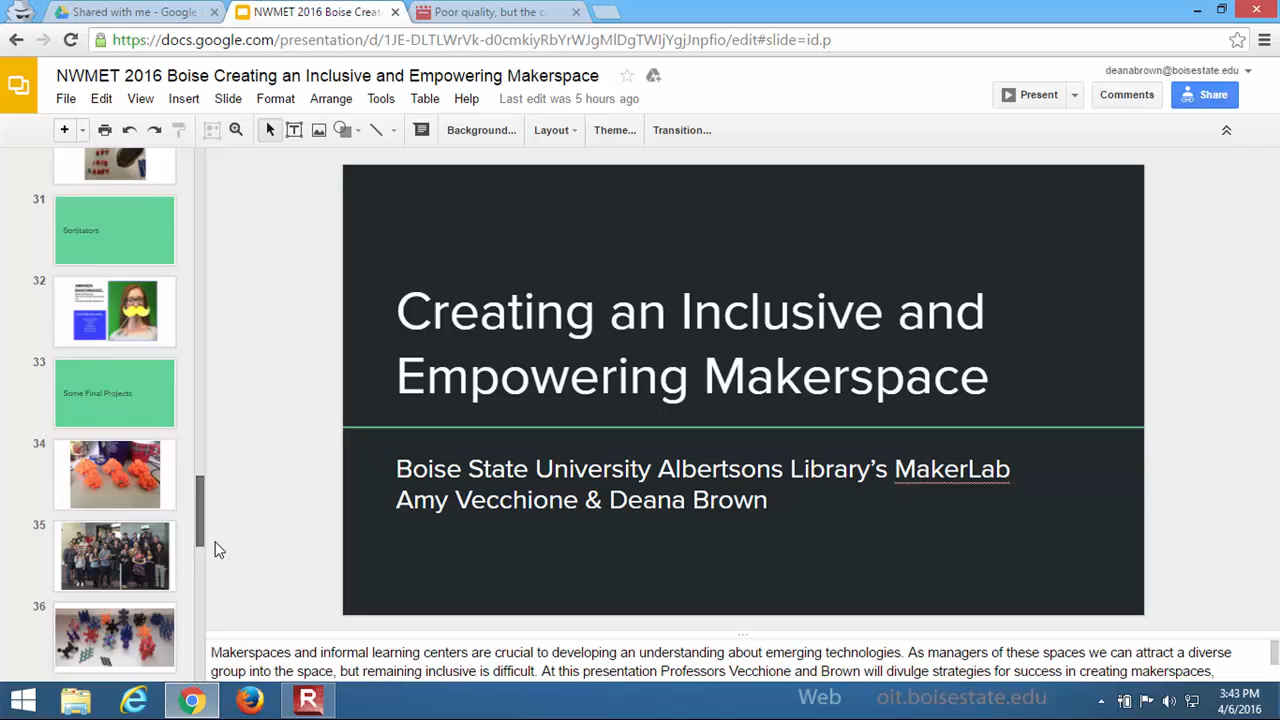 Shared with me - Google
NWMET 2016 Boise Creat
Poor quality, but the c
https://docs.google.com/presentation/d/1JE-DLTLWrVk-d0cmkiyRbYrWJgMlDgTWIjYgJnpfio/edit#slide=id.p
NWMET 2016 Boise Creating an Inclusive and Empowering Makerspace
deanabrown@boisestate.edu
File Edit View Insert Slide Format Arrange Tools Table Help Last edit was 5 hours ago
Present Comments Share
Background... Layout Theme... Transition...
31
Sortitators
32
33
Some Final Projects
34
35
36
Creating an Inclusive and
Empowering Makerspace
Boise State University Albertsons Library's MakerLab
Amy Vecchione & Deana Brown
Makerspaces and informal learning centers are crucial to developing an understanding about emerging technologies. As managers of these spaces we can attract a diverse
group into the space, but remaining inclusive is difficult. At this presentation Professors Vecchione and Brown will divulge strategies for success in creating makerspaces,
Web oit.boisestate.edu
3:43 PM
4/6/2016